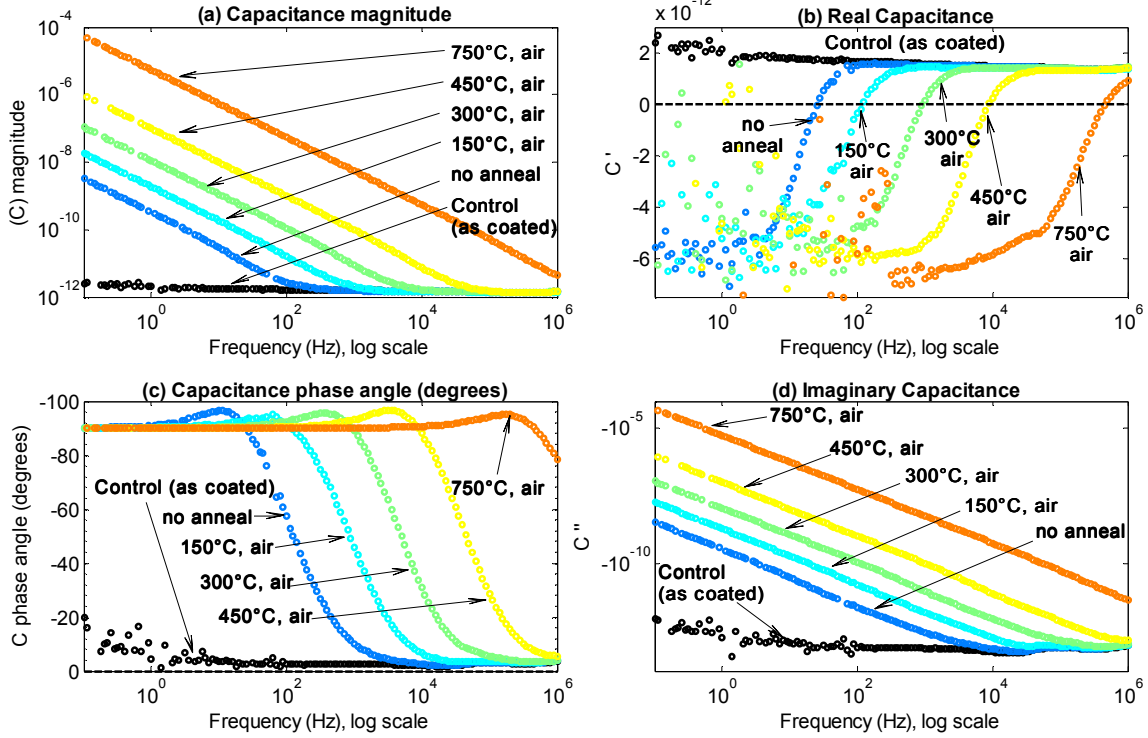 (a) Capacitance magnitude
10^-4
10^-6
10^-8
10^-10
10^-12
(C) magnitude
750°C, air
450°C, air
300°C, air
150°C, air
no anneal
Control
(as coated)
10^0
10^2
10^4
10^6
Frequency (Hz), log scale
x 10^-12
(b) Real Capacitance
2
0
-2
-4
-6
C '
Control (as coated)
no
anneal
150°C
air
300°C
air
450°C
air
750°C
air
10^0
10^2
10^4
10^6
Frequency (Hz), log scale
(c) Capacitance phase angle (degrees)
-100
-80
-60
-40
-20
0
C phase angle (degrees)
Control (as coated)
no anneal
150°C, air
300°C, air
450°C, air
750°C, air
10^0
10^2
10^4
10^6
Frequency (Hz), log scale
(d) Imaginary Capacitance
-10^-5
-10^-10
C "
750°C, air
450°C, air
300°C, air
150°C, air
no anneal
Control
(as coated)
10^0
10^2
10^4
10^6
Frequency (Hz), log scale